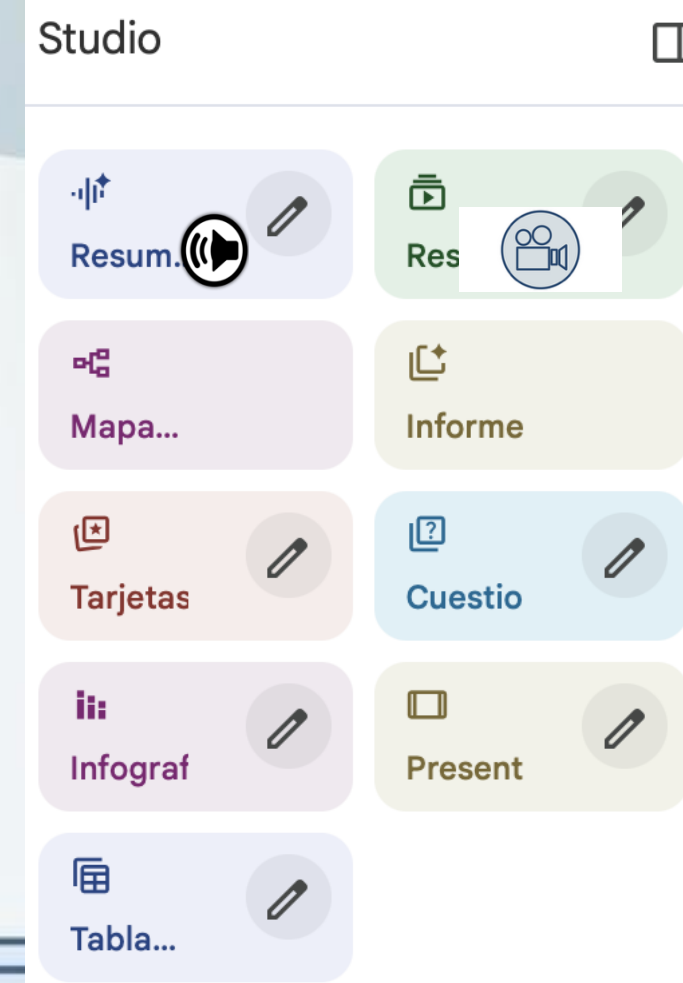 Studio
Resum.
Res
Mapa...
Informe
Tarjetas
Cuestio
Infograf
Present
Tabla...